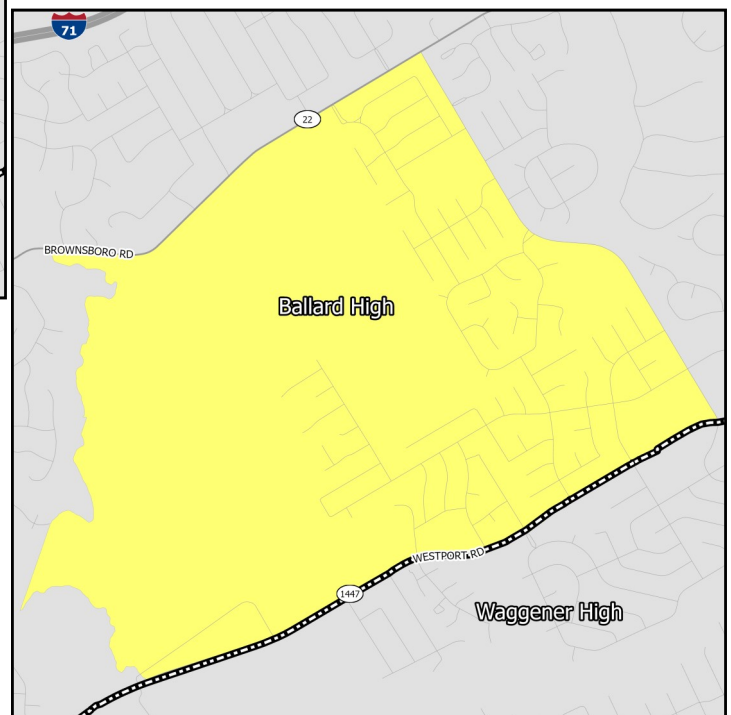 71
22
BROWNSBORO RD
Ballard High
WESTPORT RD
1447
Waggener High